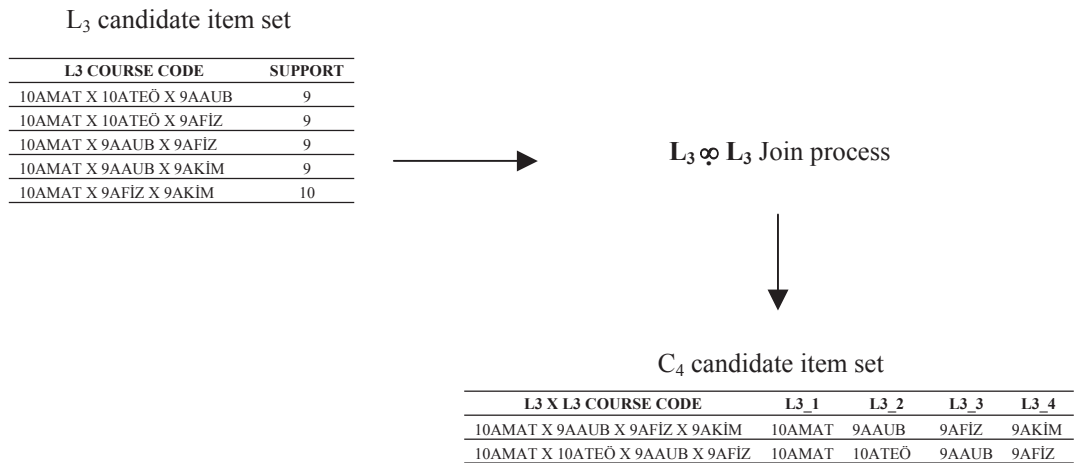 L3 candidate item set
L3 COURSE CODE SUPPORT
10AMAT X 10ATEÖ X 9AAUB 9
10AMAT X 10ATEÖ X 9AFİZ 9
10AMAT X 9AAUB X 9AFİZ 9
10AMAT X 9AAUB X 9AKİM 9
10AMAT X 9AFİZ X 9AKİM 10
L3 L3 Join process
C4 candidate item set
L3 X L3 COURSE CODE L3_1 L3_2 L3_3 L3_4
10AMAT X 9AAUB X 9AFİZ X 9AKİM 10AMAT 9AAUB 9AFİZ 9AKİM
10AMAT X 10ATEÖ X 9AAUB X 9AFİZ 10AMAT 10ATEÖ 9AAUB 9AFİZ